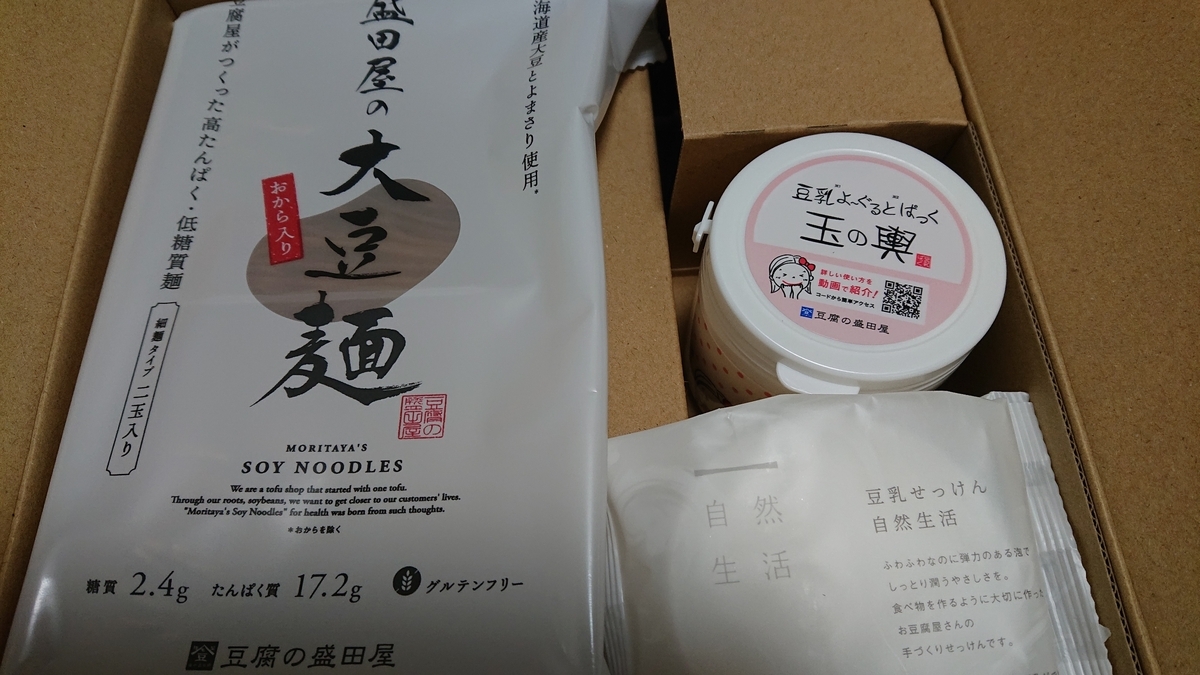 海道産大豆とよまさり使用。
盛田屋の
大豆麺
おから入り
腐屋がつくった高たんぱく・低糖質麺
細麺タイプ 二玉入り
豆腐の
盛田屋
MORITAYA'S
SOY NOODLES
We are a tofu shop that started with one tofu.
Through our roots, soybeans, we want to get closer to our customers' lives.
"Moritaya's Soy Noodles" for health was born from such thoughts.
※おからを除く
糖質 2.4g たんぱく質 17.2g グルテンフリー
豆腐の盛田屋
豆乳よーぐるとぱっく
玉の輿
詳しい使い方を
動画で紹介!
コードから簡単アクセス
豆腐の盛田屋
自然
生活
豆乳せっけん
自然生活
ふわふわなのに弾力のある泡で
しっとり潤うやさしさを。
食べ物を作るように大切に作った
お豆腐屋さんの
手づくりせっけんです。